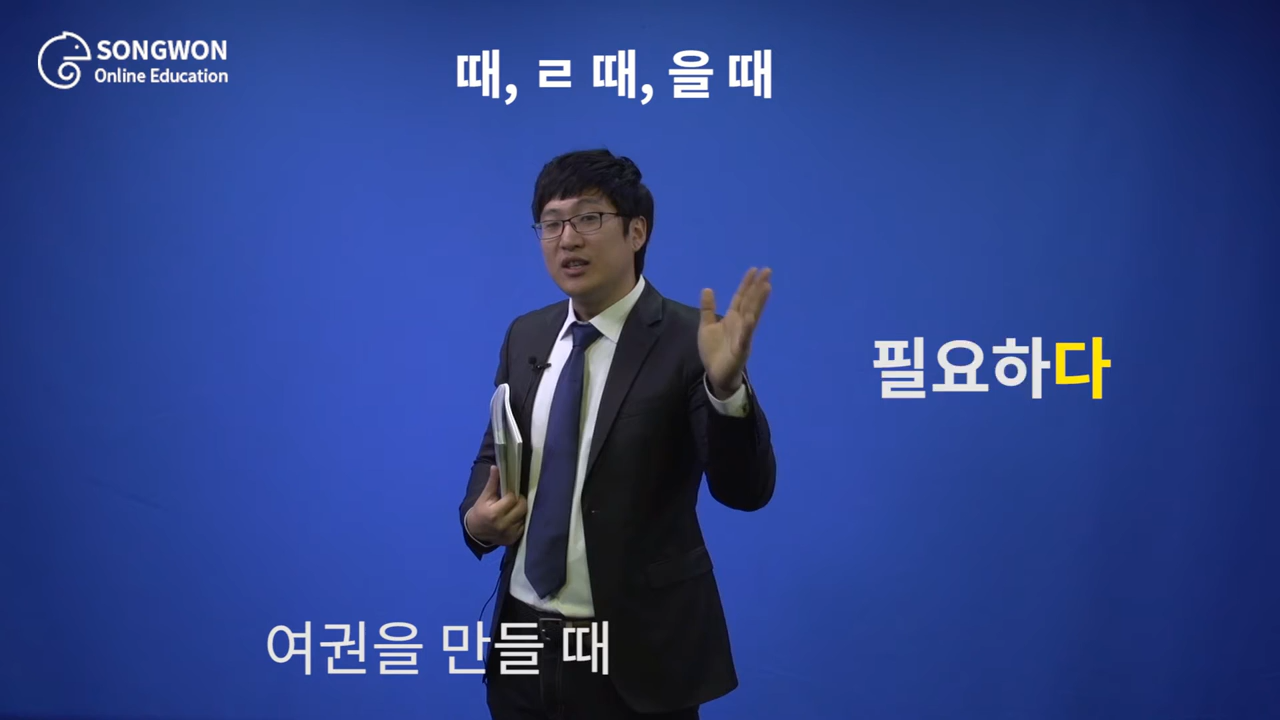 SONGWON
Online Education
때, ㄹ 때, 을 때
필요하다
여권을 만들 때